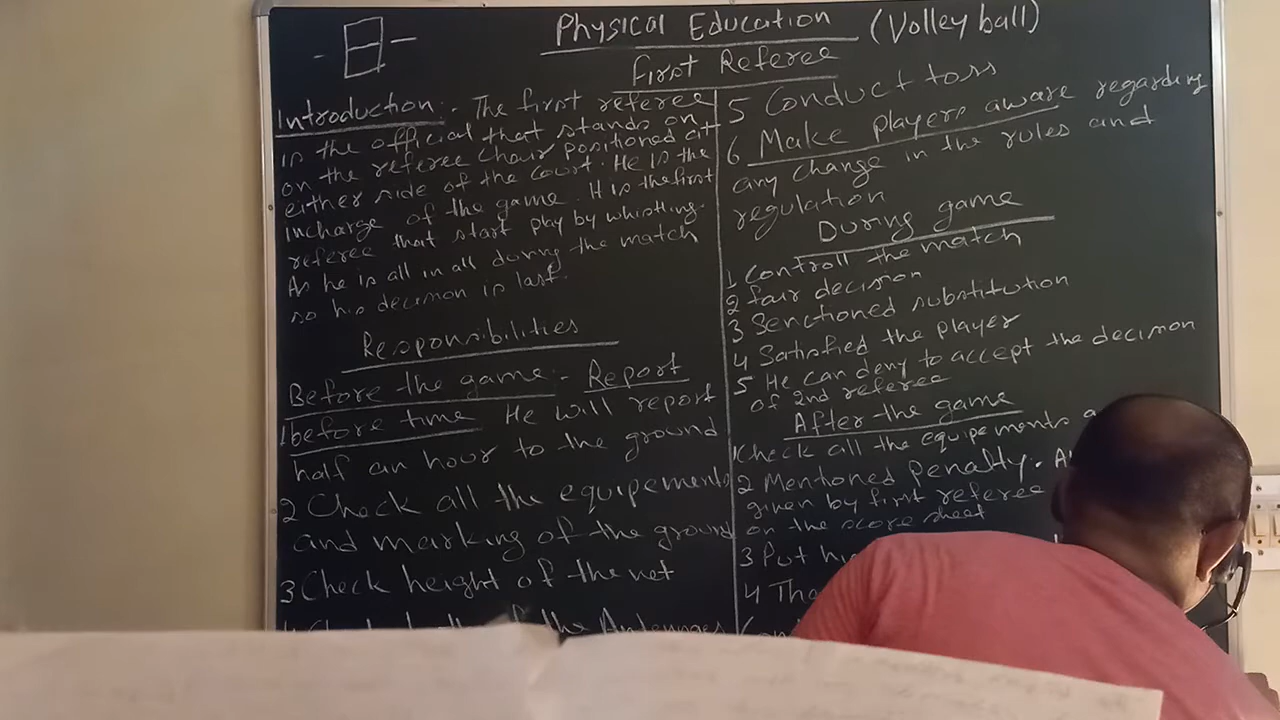 Physical Education (Volley ball)
First Referee
Introduction:- The first referee
is the official that stands on
on the referee chair positioned at
either side of the court. He is the
incharge of the game. It is the first
referee that start play by whistling.
As he is all in all during the match
so his decision is last.
Responsibilities
Before the game:- Report
1 before time He will report
half an hour to the ground
2 Check all the equipements
and marking of the ground
3 Check height of the net
the Antennaes
5 Conduct toss
6 Make players aware regarding
any change in the rules and
regulation
During game
1 Controll the match
2 fair decision
3 Senctioned substitution
4 Satisfied the player
5 He can deny to accept the decision
of 2nd referee
After the game
1 Check all the equipements
2 Mentioned penalty.
given by first referee
on the score sheet
3 Put
4